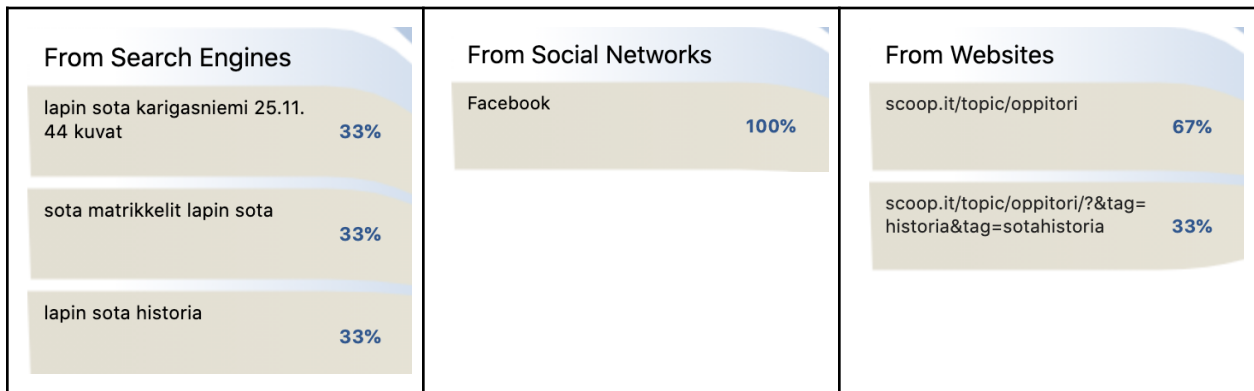 From Search Engines
lapin sota karigasniemi 25.11.
44 kuvat
33%
sota matrikkelit lapin sota
33%
lapin sota historia
33%
From Social Networks
Facebook
100%
From Websites
scoop.it/topic/oppitori
67%
scoop.it/topic/oppitori/?&tag=
historia&tag=sotahistoria
33%